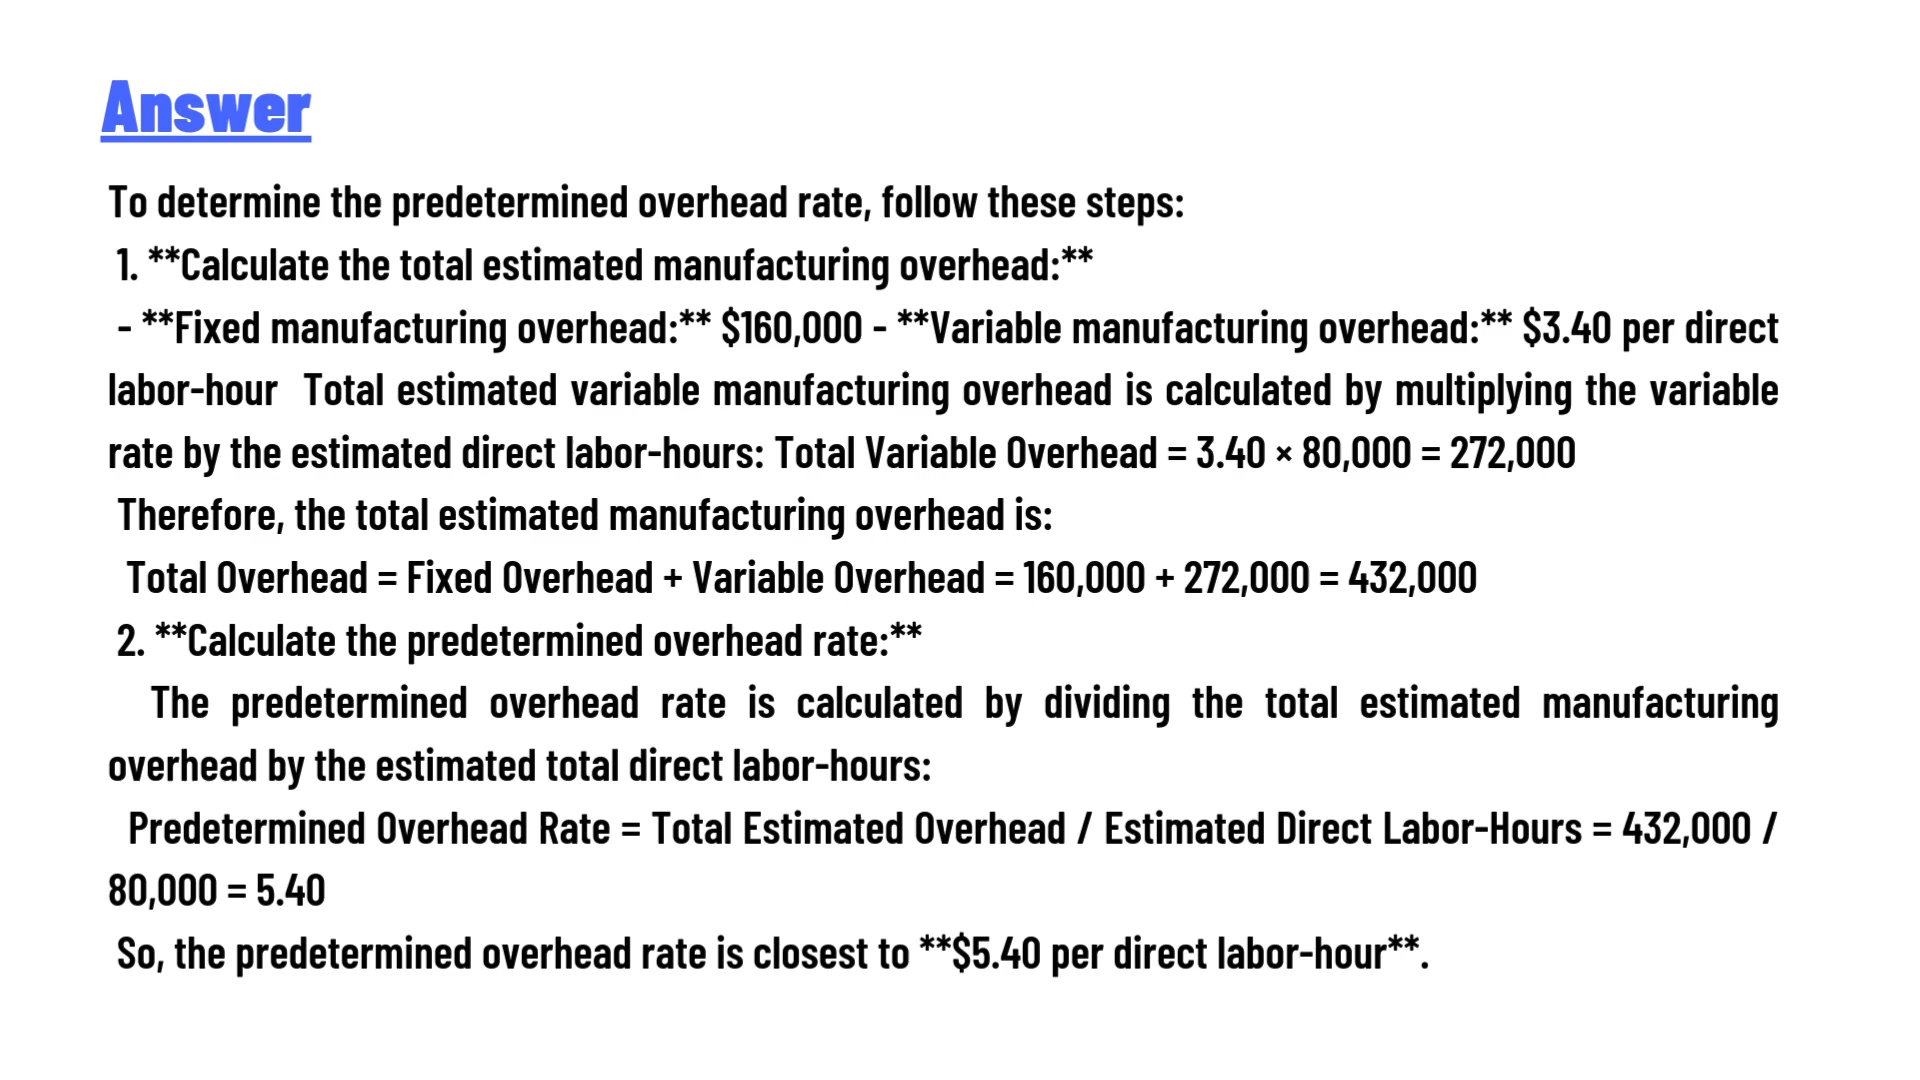 Answer
To determine the predetermined overhead rate, follow these steps:
1. **Calculate the total estimated manufacturing overhead:**
- **Fixed manufacturing overhead:** $160,000 - **Variable manufacturing overhead:** $3.40 per direct
labor-hour Total estimated variable manufacturing overhead is calculated by multiplying the variable
rate by the estimated direct labor-hours: Total Variable Overhead = 3.40 × 80,000 = 272,000
Therefore, the total estimated manufacturing overhead is:
Total Overhead = Fixed Overhead + Variable Overhead = 160,000 + 272,000 = 432,000
2. **Calculate the predetermined overhead rate:**
The predetermined overhead rate is calculated by dividing the total estimated manufacturing
overhead by the estimated total direct labor-hours:
Predetermined Overhead Rate = Total Estimated Overhead / Estimated Direct Labor-Hours = 432,000 /
80,000 = 5.40
So, the predetermined overhead rate is closest to **$5.40 per direct labor-hour**.